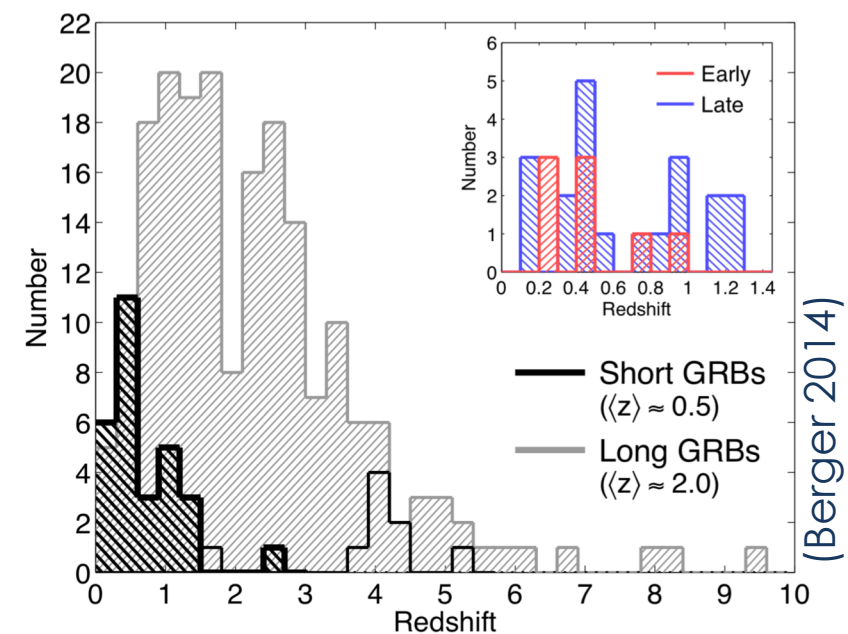 22
20
18
16
14
12
10
8
6
4
2
0
Number
0 1 2 3 4 5 6 7 8 9 10
Redshift
6
5
4
3
2
1
0
Number
0 0.2 0.4 0.6 0.8 1 1.2 1.4
Redshift
Early
Late
Short GRBs
(⟨z⟩ ≈ 0.5)
Long GRBs
(⟨z⟩ ≈ 2.0)
(Berger 2014)